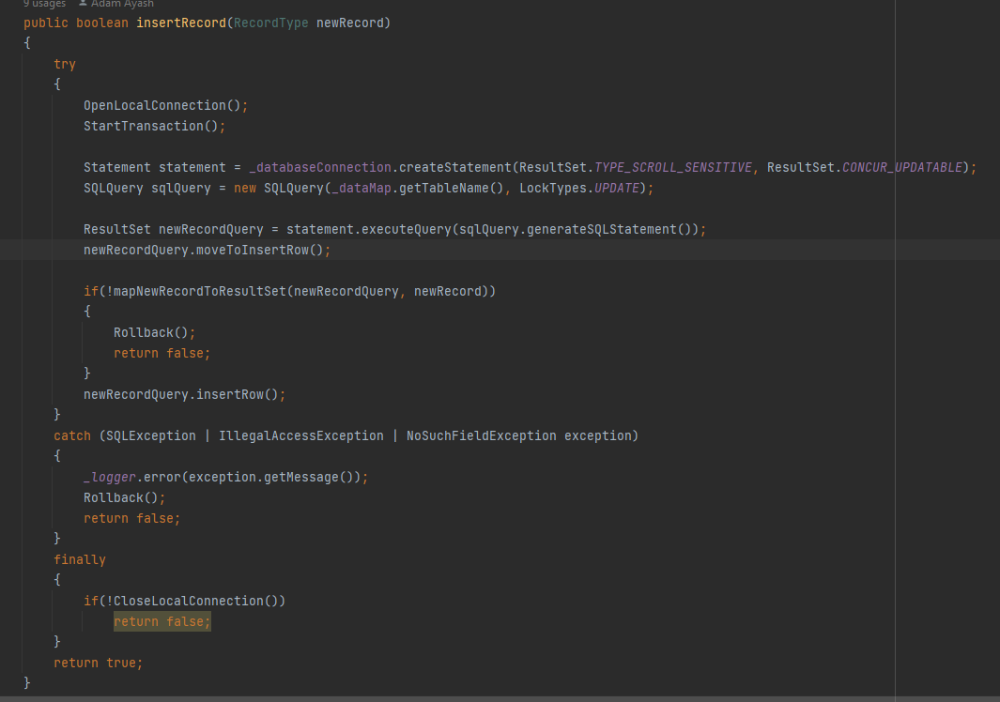 9 usages Adam Ayash
public boolean insertRecord(RecordType newRecord)
{
try
{
OpenLocalConnection();
StartTransaction();
Statement statement = _databaseConnection.createStatement(ResultSet.TYPE_SCROLL_SENSITIVE, ResultSet.CONCUR_UPDATABLE);
SQLQuery sqlQuery = new SQLQuery(_dataMap.getTableName(), LockTypes.UPDATE);
ResultSet newRecordQuery = statement.executeQuery(sqlQuery.generateSQLStatement());
newRecordQuery.moveToInsertRow();
if(!mapNewRecordToResultSet(newRecordQuery, newRecord))
{
Rollback();
return false;
}
newRecordQuery.insertRow();
}
catch (SQLException | IllegalAccessException | NoSuchFieldException exception)
{
_logger.error(exception.getMessage());
Rollback();
return false;
}
finally
{
if(!CloseLocalConnection())
return false;
}
return true;
}